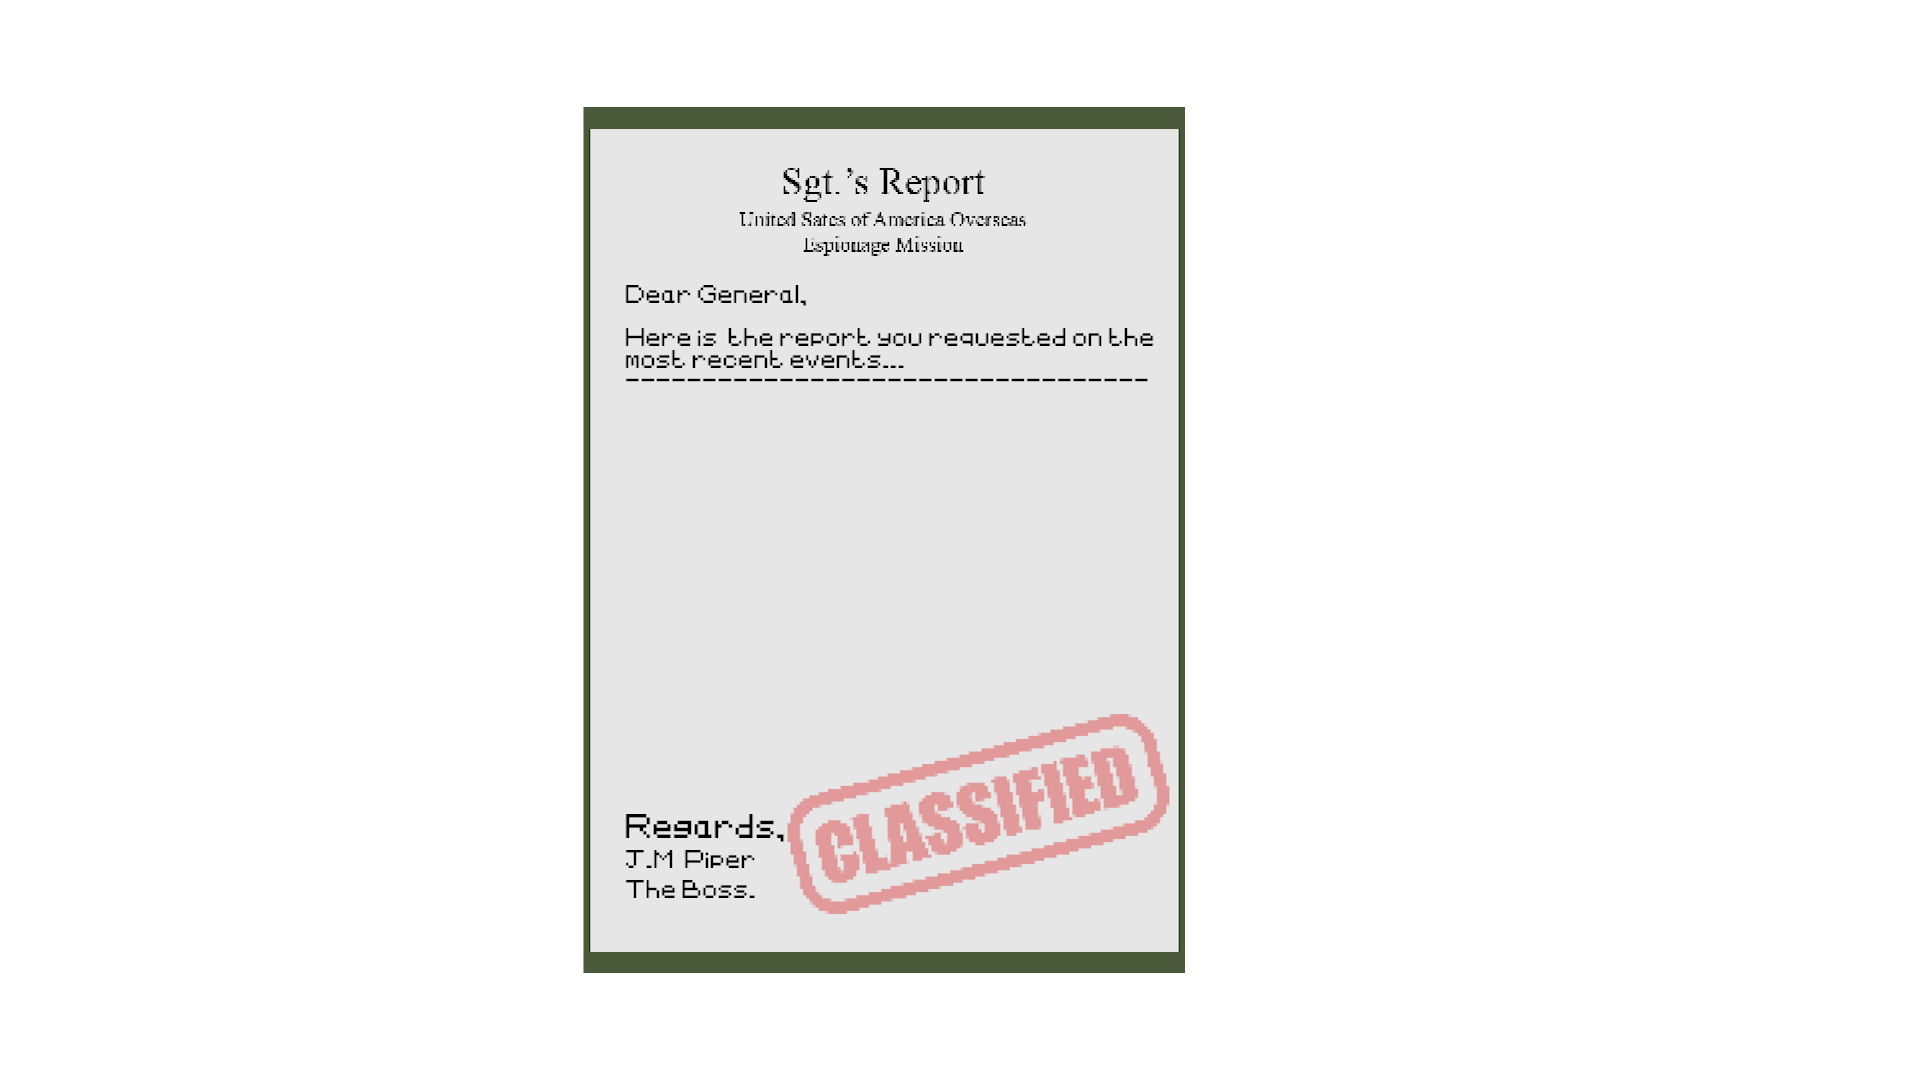 Sgt.'s Report
United Sates of America Overseas
Espionage Mission
Dear General,
Here is the report you requested on the
most recent events...
----------------------------------
Regards,
J.M Piper
The Boss.
CLASSIFIED